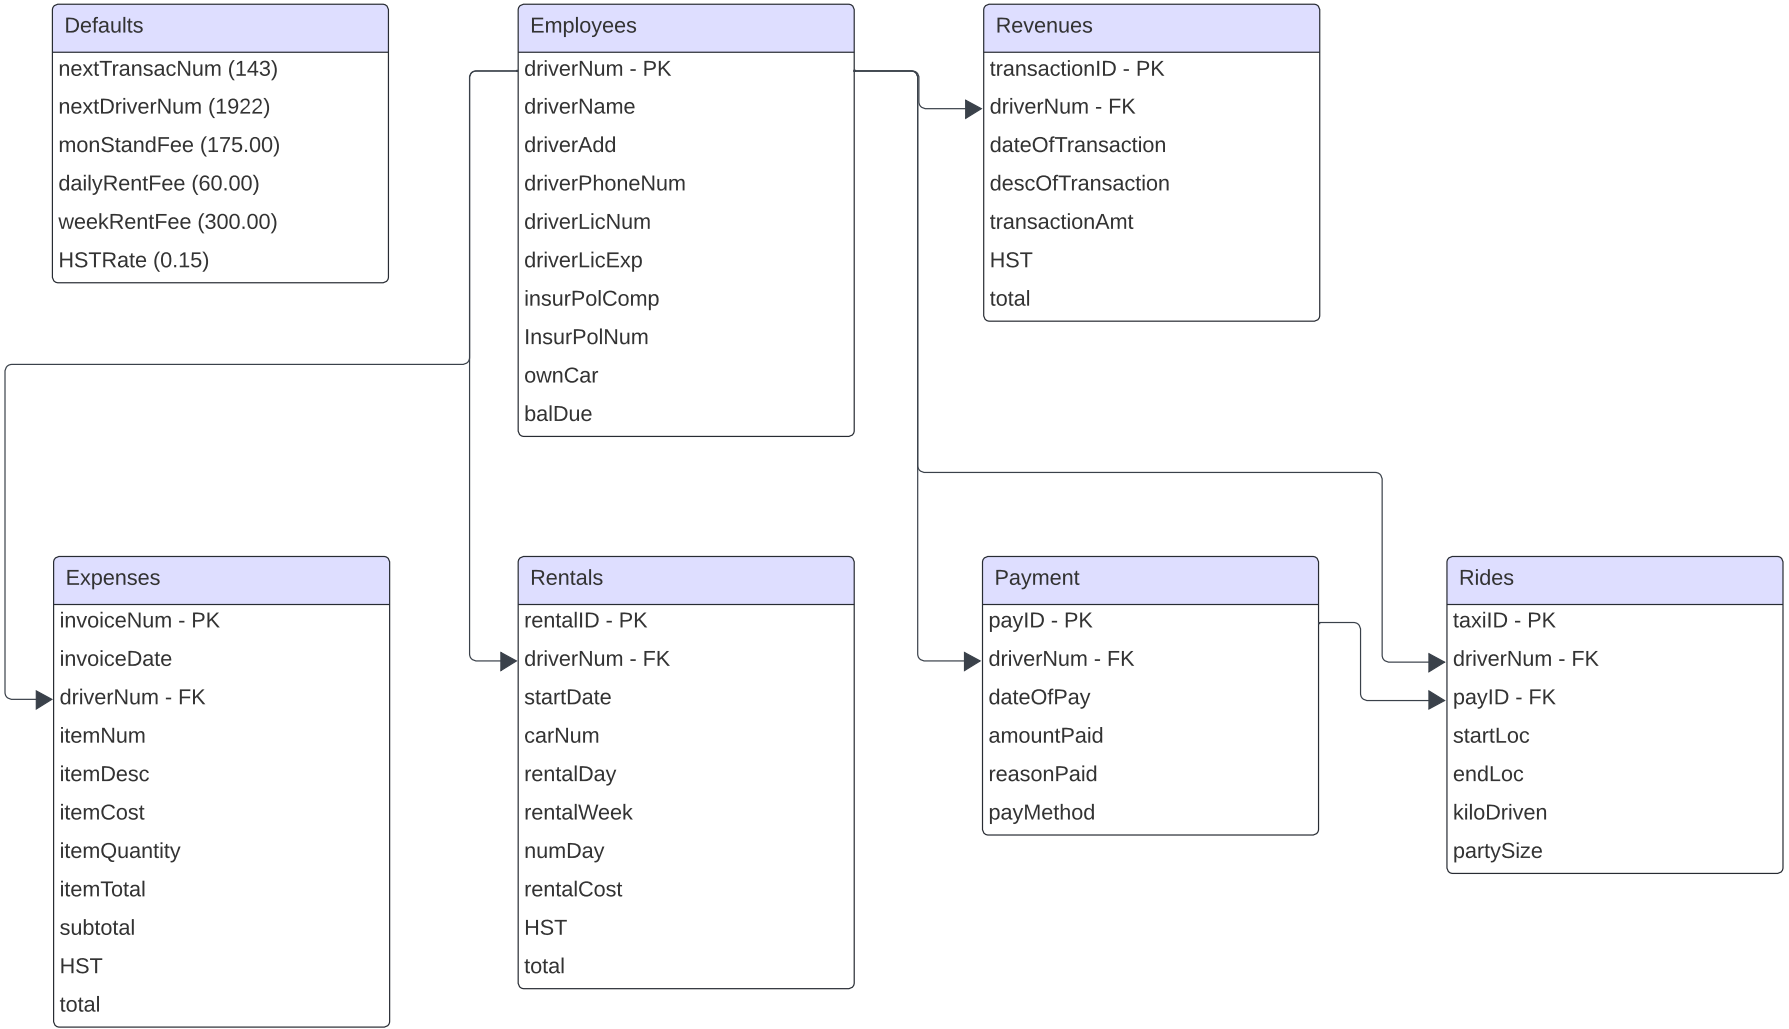 Defaults
nextTransacNum (143)
nextDriverNum (1922)
monStandFee (175.00)
dailyRentFee (60.00)
weekRentFee (300.00)
HSTRate (0.15)
Employees
driverNum - PK
driverName
driverAdd
driverPhoneNum
driverLicNum
driverLicExp
insurPolComp
InsurPolNum
ownCar
balDue
Revenues
transactionID - PK
driverNum - FK
dateOfTransaction
descOfTransaction
transactionAmt
HST
total
Expenses
invoiceNum - PK
invoiceDate
driverNum - FK
itemNum
itemDesc
itemCost
itemQuantity
itemTotal
subtotal
HST
total
Rentals
rentalID - PK
driverNum - FK
startDate
carNum
rentalDay
rentalWeek
numDay
rentalCost
HST
total
Payment
payID - PK
driverNum - FK
dateOfPay
amountPaid
reasonPaid
payMethod
Rides
taxiID - PK
driverNum - FK
payID - FK
startLoc
endLoc
kiloDriven
partySize